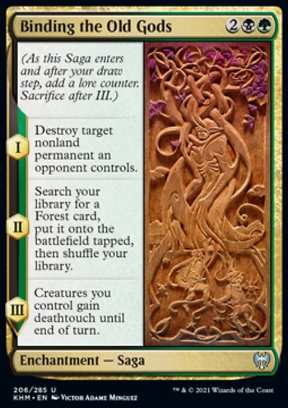 Binding the Old Gods 2
(As this Saga enters
and after your draw
step, add a lore counter.
Sacrifice after III.)
I
Destroy target
nonland
permanent an
opponent controls.
II
Search your
library for a
Forest card,
put it onto the
battlefield tapped,
then shuffle your
library.
III
Creatures you
control gain
deathtouch until
end of turn.
Enchantment — Saga
206/285 U
KHM • EN VICTOR ADAME MINGUEZ
™ & © 2021 Wizards of the Coast